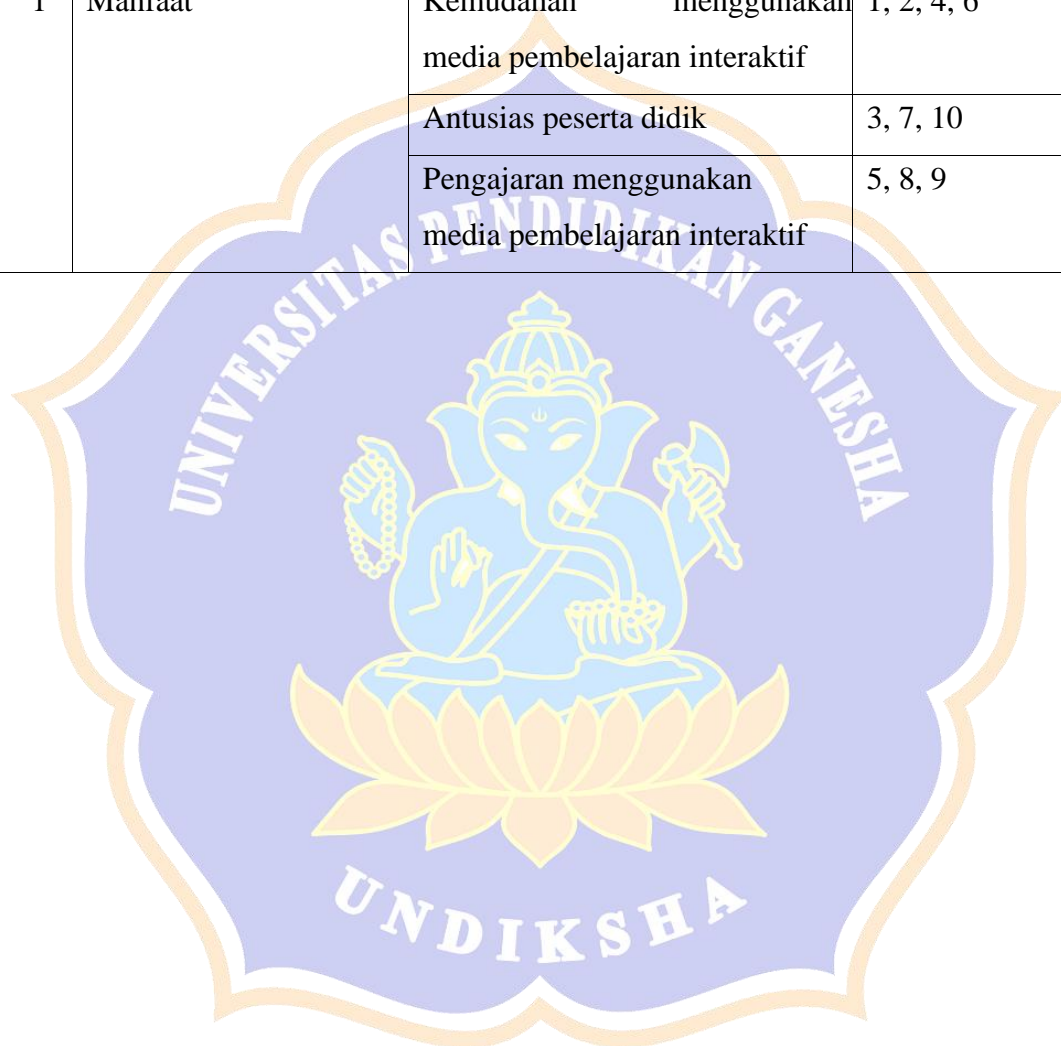 1 Manfaat Kemudahan menggunakan 1, 2, 4, 6
media pembelajaran interaktif
Antusias peserta didik 3, 7, 10
Pengajaran menggunakan 5, 8, 9
media pembelajaran interaktif
UNIVERSITAS PENDIDIKAN GANESHA
UNDIKSHA